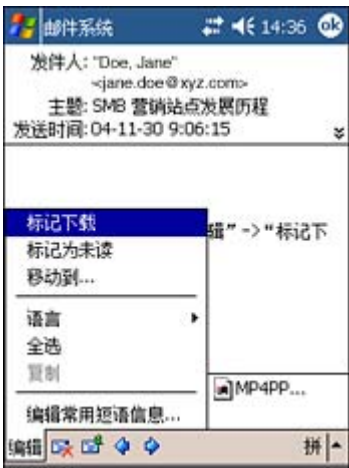 邮件系统 14:36 ok
发件人: "Doe, Jane"
<jane.doe@xyz.com>
主题: SMB 营销站点发展历程
发送时间: 04-11-30 9:06:15
辑" -> "标记下
标记下载
标记为未读
移动到...
语言
全选
复制
编辑常用短语信息...
MP4PP...
编辑 拼